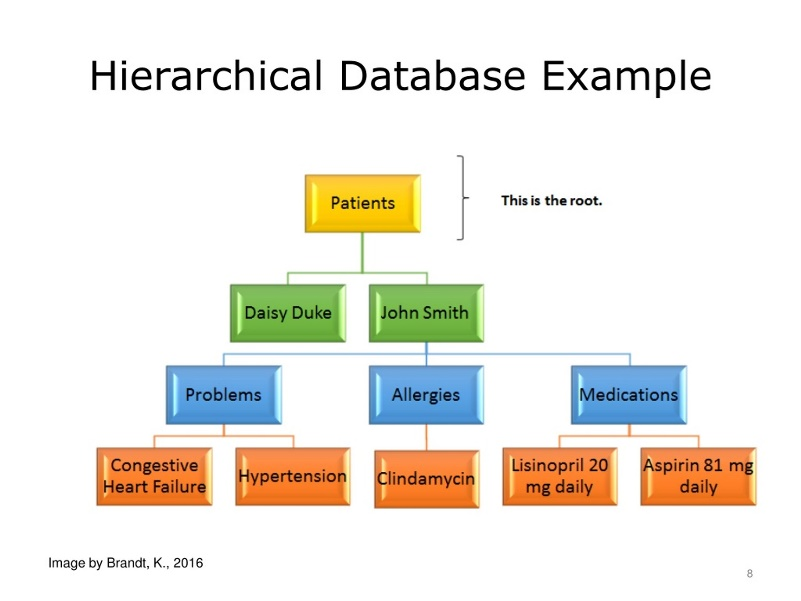 Hierarchical Database Example
Patients
This is the root.
Daisy Duke
John Smith
Problems
Allergies
Medications
Congestive
Heart Failure
Hypertension
Clindamycin
Lisinopril 20
mg daily
Aspirin 81 mg
daily
Image by Brandt, K., 2016
8